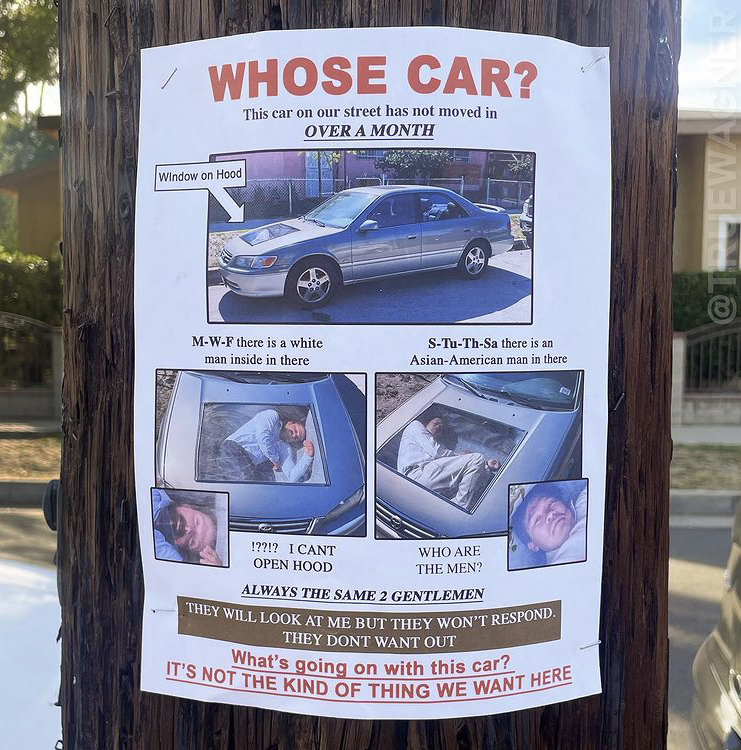 WHOSE CAR?
This car on our street has not moved in
OVER A MONTH
WIndow on Hood
M-W-F there is a white
man inside in there
S-Tu-Th-Sa there is an
Asian-American man in there
!??!? I CANT
OPEN HOOD
WHO ARE
THE MEN?
ALWAYS THE SAME 2 GENTLEMEN
THEY WILL LOOK AT ME BUT THEY WON'T RESPOND.
THEY DONT WANT OUT
What's going on with this car?
IT'S NOT THE KIND OF THING WE WANT HERE